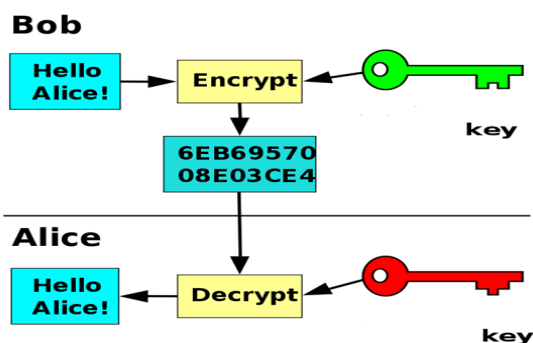 Bob
Hello
Alice!
Encrypt
key
6EB69570
08E03CE4
Alice
Hello
Alice!
Decrypt
key